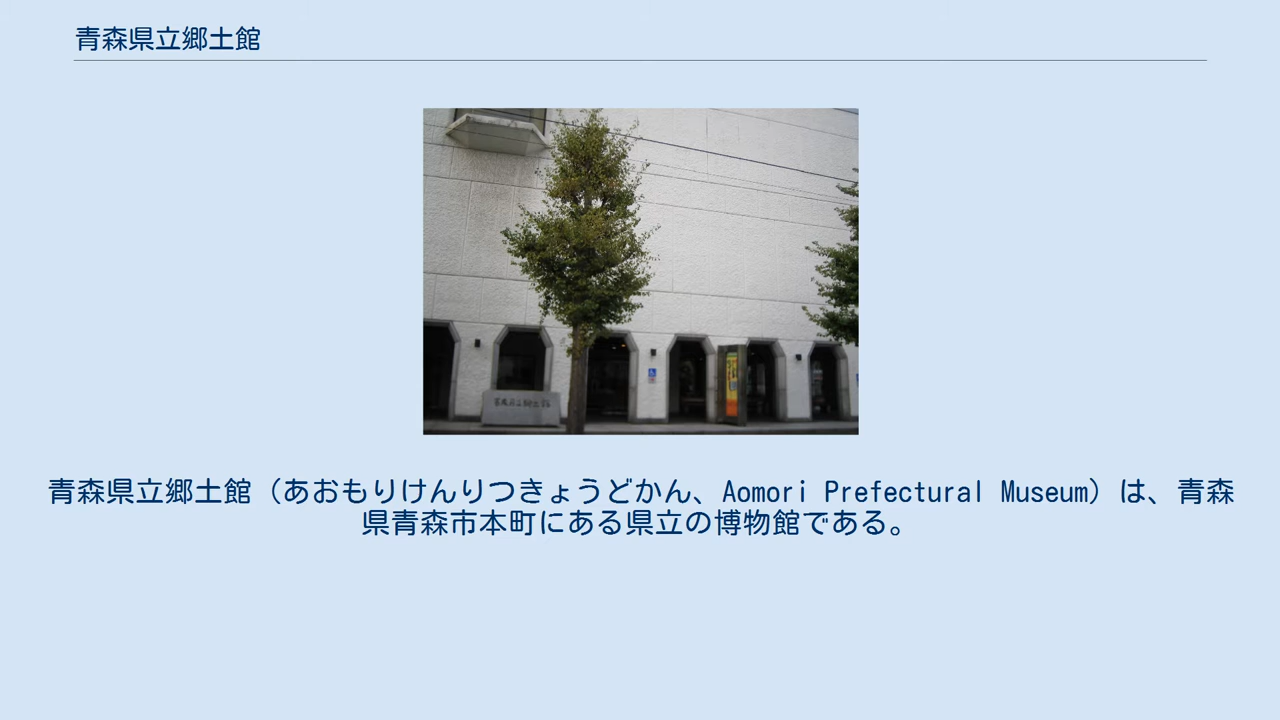 青森県立郷土館
青森県立郷土館（あおもりけんりつきょうどかん、Aomori Prefectural Museum）は、青森
県青森市本町にある県立の博物館である。